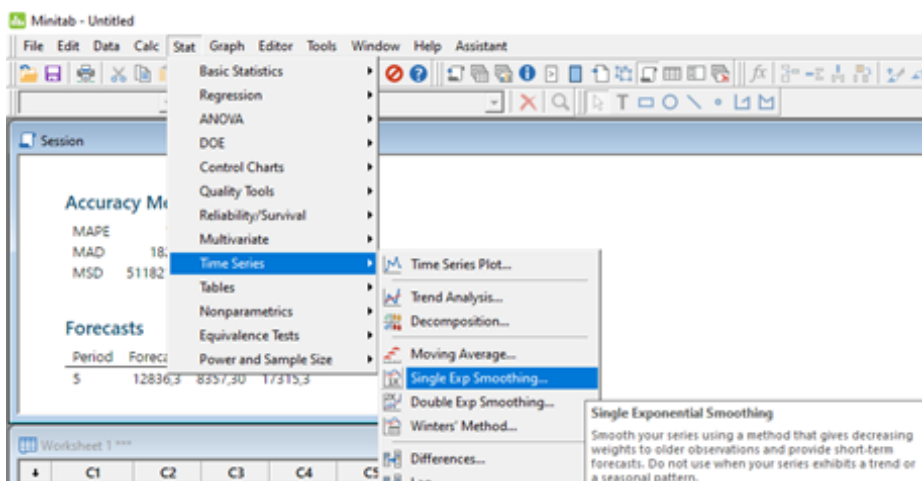 Minitab - Untitled
File Edit Data Calc Stat Graph Editor Tools Window Help Assistant
Session
Accuracy
MAPE
MAD
MSD
Forecasts
Period
5 12836,3 8357,30 17315,3
Basic Statistics
Regression
ANOVA
DOE
Control Charts
Quality Tools
Reliability/Survival
Multivariate
Time Series
Tables
Nonparametrics
Equivalence Tests
Power and Sample Size
Time Series Plot...
Trend Analysis...
Decomposition...
Moving Average...
Single Exp Smoothing...
Double Exp Smoothing...
Winters' Method...
Differences...
Single Exponential Smoothing
Smooth your series using a method that gives decreasing
weights to older observations and provide short-term
forecasts. Do not use when your series exhibits a trend or
a seasonal pattern.
Worksheet 1 ***
C1 C2 C3 C4